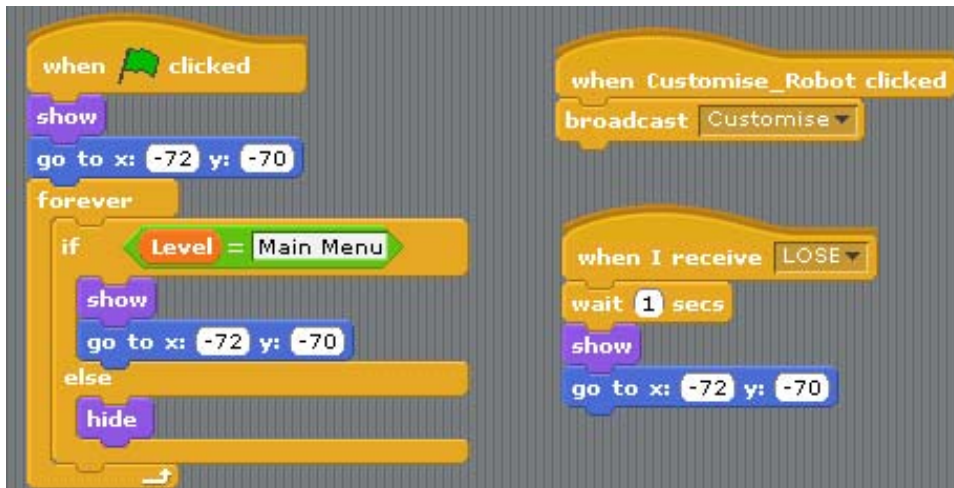 when clicked
show
go to x: -72 y: -70
forever
if Level = Main Menu
show
go to x: -72 y: -70
else
hide
when Customise_Robot clicked
broadcast Customise
when I receive LOSE
wait 1 secs
show
go to x: -72 y: -70